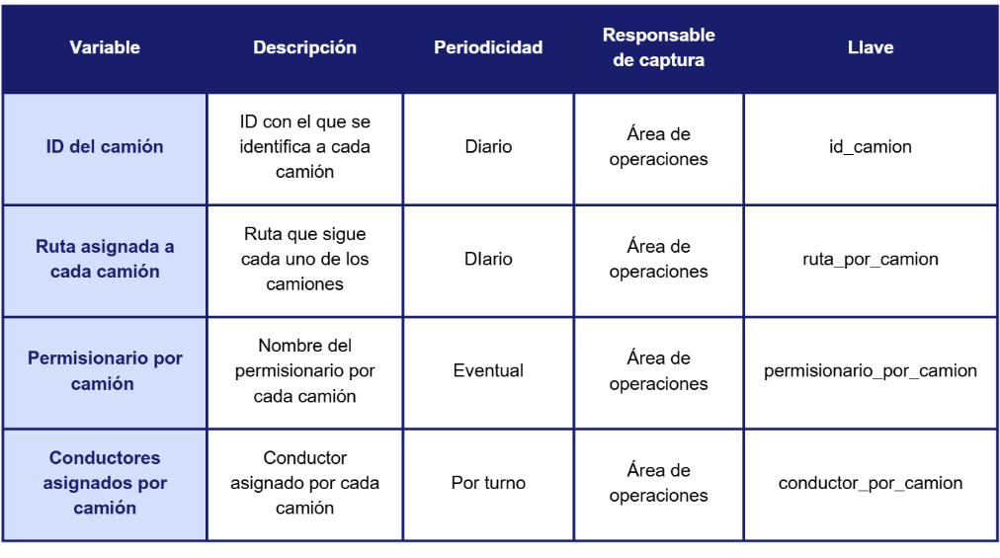 Variable
Descripción
Periodicidad
Responsable
de captura
Llave
ID del camión
ID con el que se
identifica a cada
camión
Diario
Área de
operaciones
id_camion
Ruta asignada a
cada camión
Ruta que sigue
cada uno de los
camiones
DIario
Área de
operaciones
ruta_por_camion
Permisionario por
camión
Nombre del
permisionario por
cada camión
Eventual
Área de
operaciones
permisionario_por_camion
Conductores
asignados por
camión
Conductor
asignado por cada
camión
Por turno
Área de
operaciones
conductor_por_camion